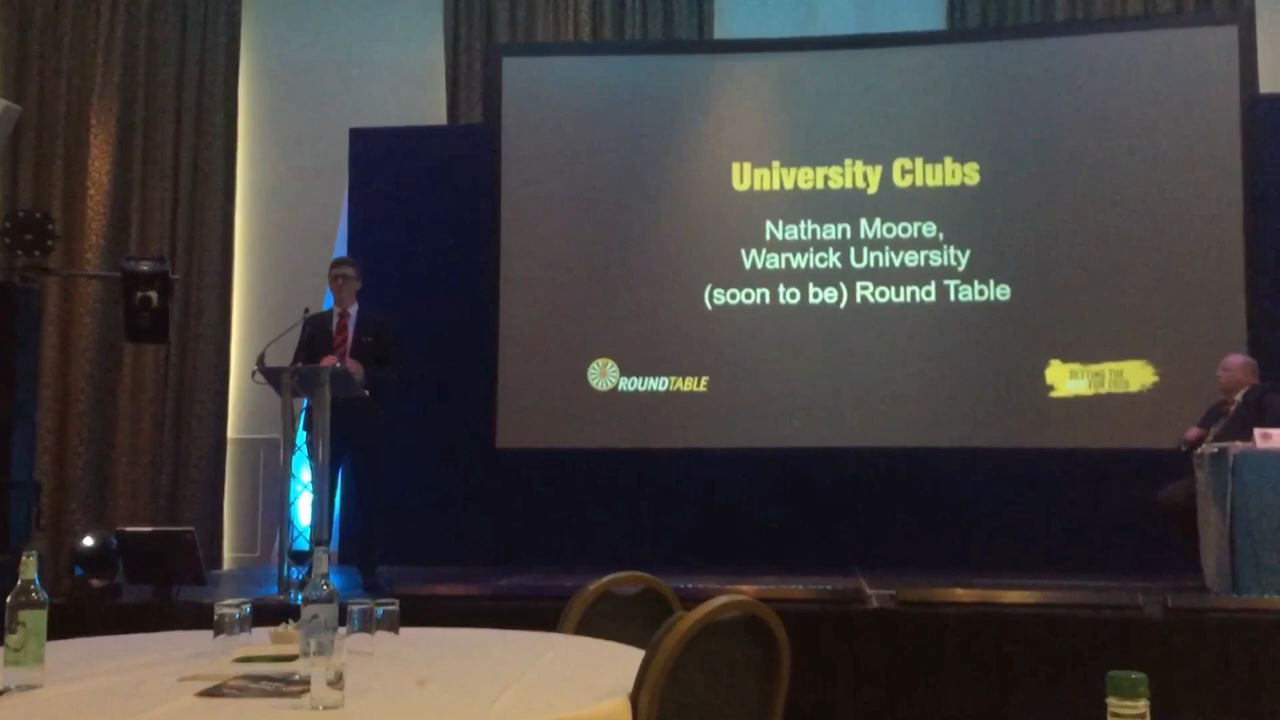 University Clubs
Nathan Moore,
Warwick University
(soon to be) Round Table
ROUNDTABLE